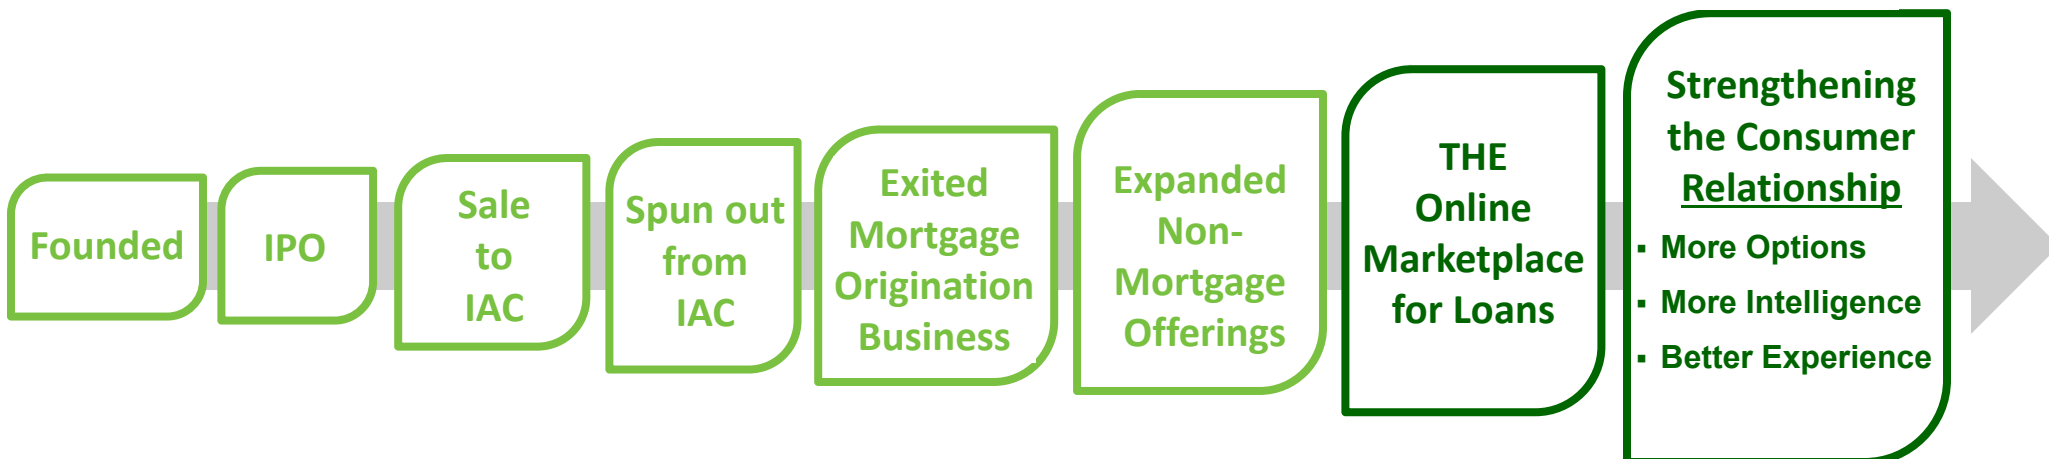 Founded
IPO
Sale
to
IAC
Spun out
from
IAC
Exited
Mortgage
Origination
Business
Expanded
Non-
Mortgage
Offerings
THE
Online
Marketplace
for Loans
Strengthening
the Consumer
Relationship
▪ More Options
▪ More Intelligence
▪ Better Experience